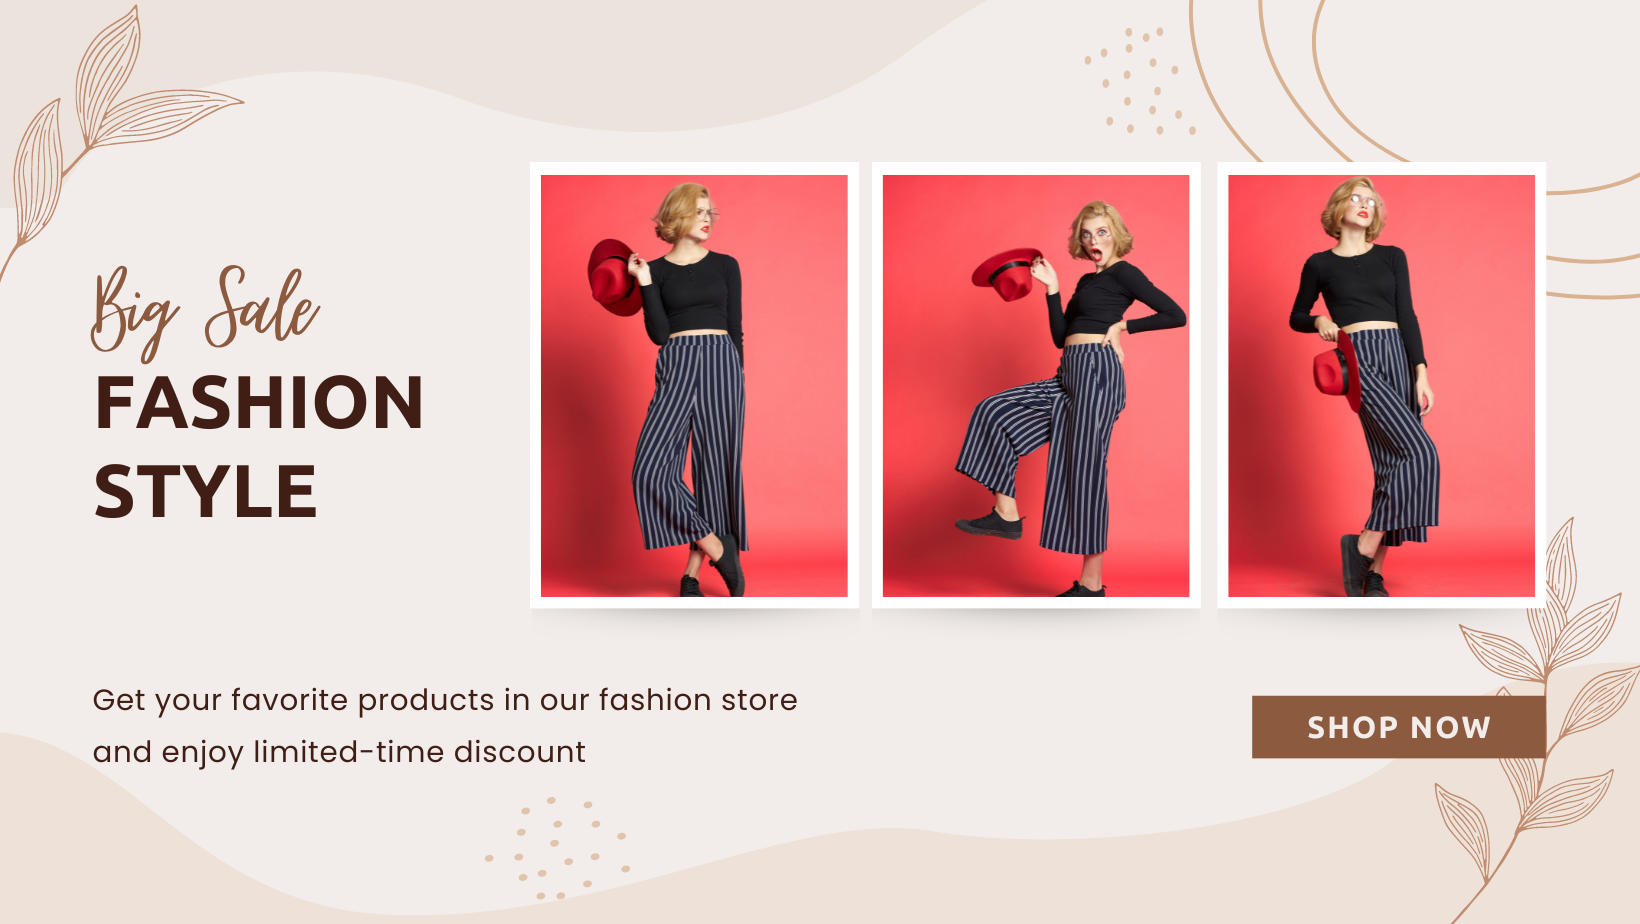 Big Sale
FASHION
STYLE
Get your favorite products in our fashion store
and enjoy limited-time discount
SHOP NOW